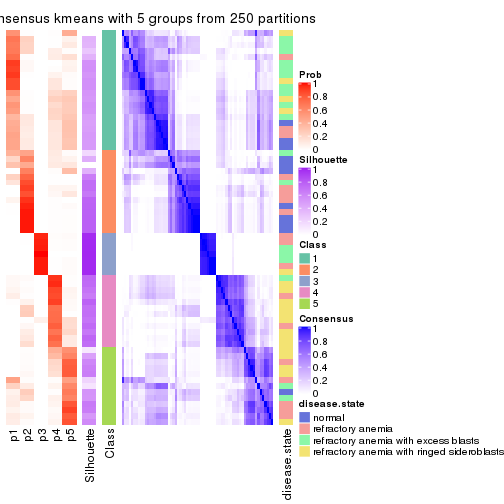 nsensus kmeans with 5 groups from 250 partitions
Prob
1
0.8
0.6
0.4
0.2
0
Silhouette
1
0.8
0.6
0.4
0.2
0
Class
1
2
3
4
5
Consensus
1
0.8
0.6
0.4
0.2
0
disease.state
normal
refractory anemia
refractory anemia with excess blasts
refractory anemia with ringed sideroblasts
p1
p2
p3
p4
p5
Silhouette
Class
disease.state